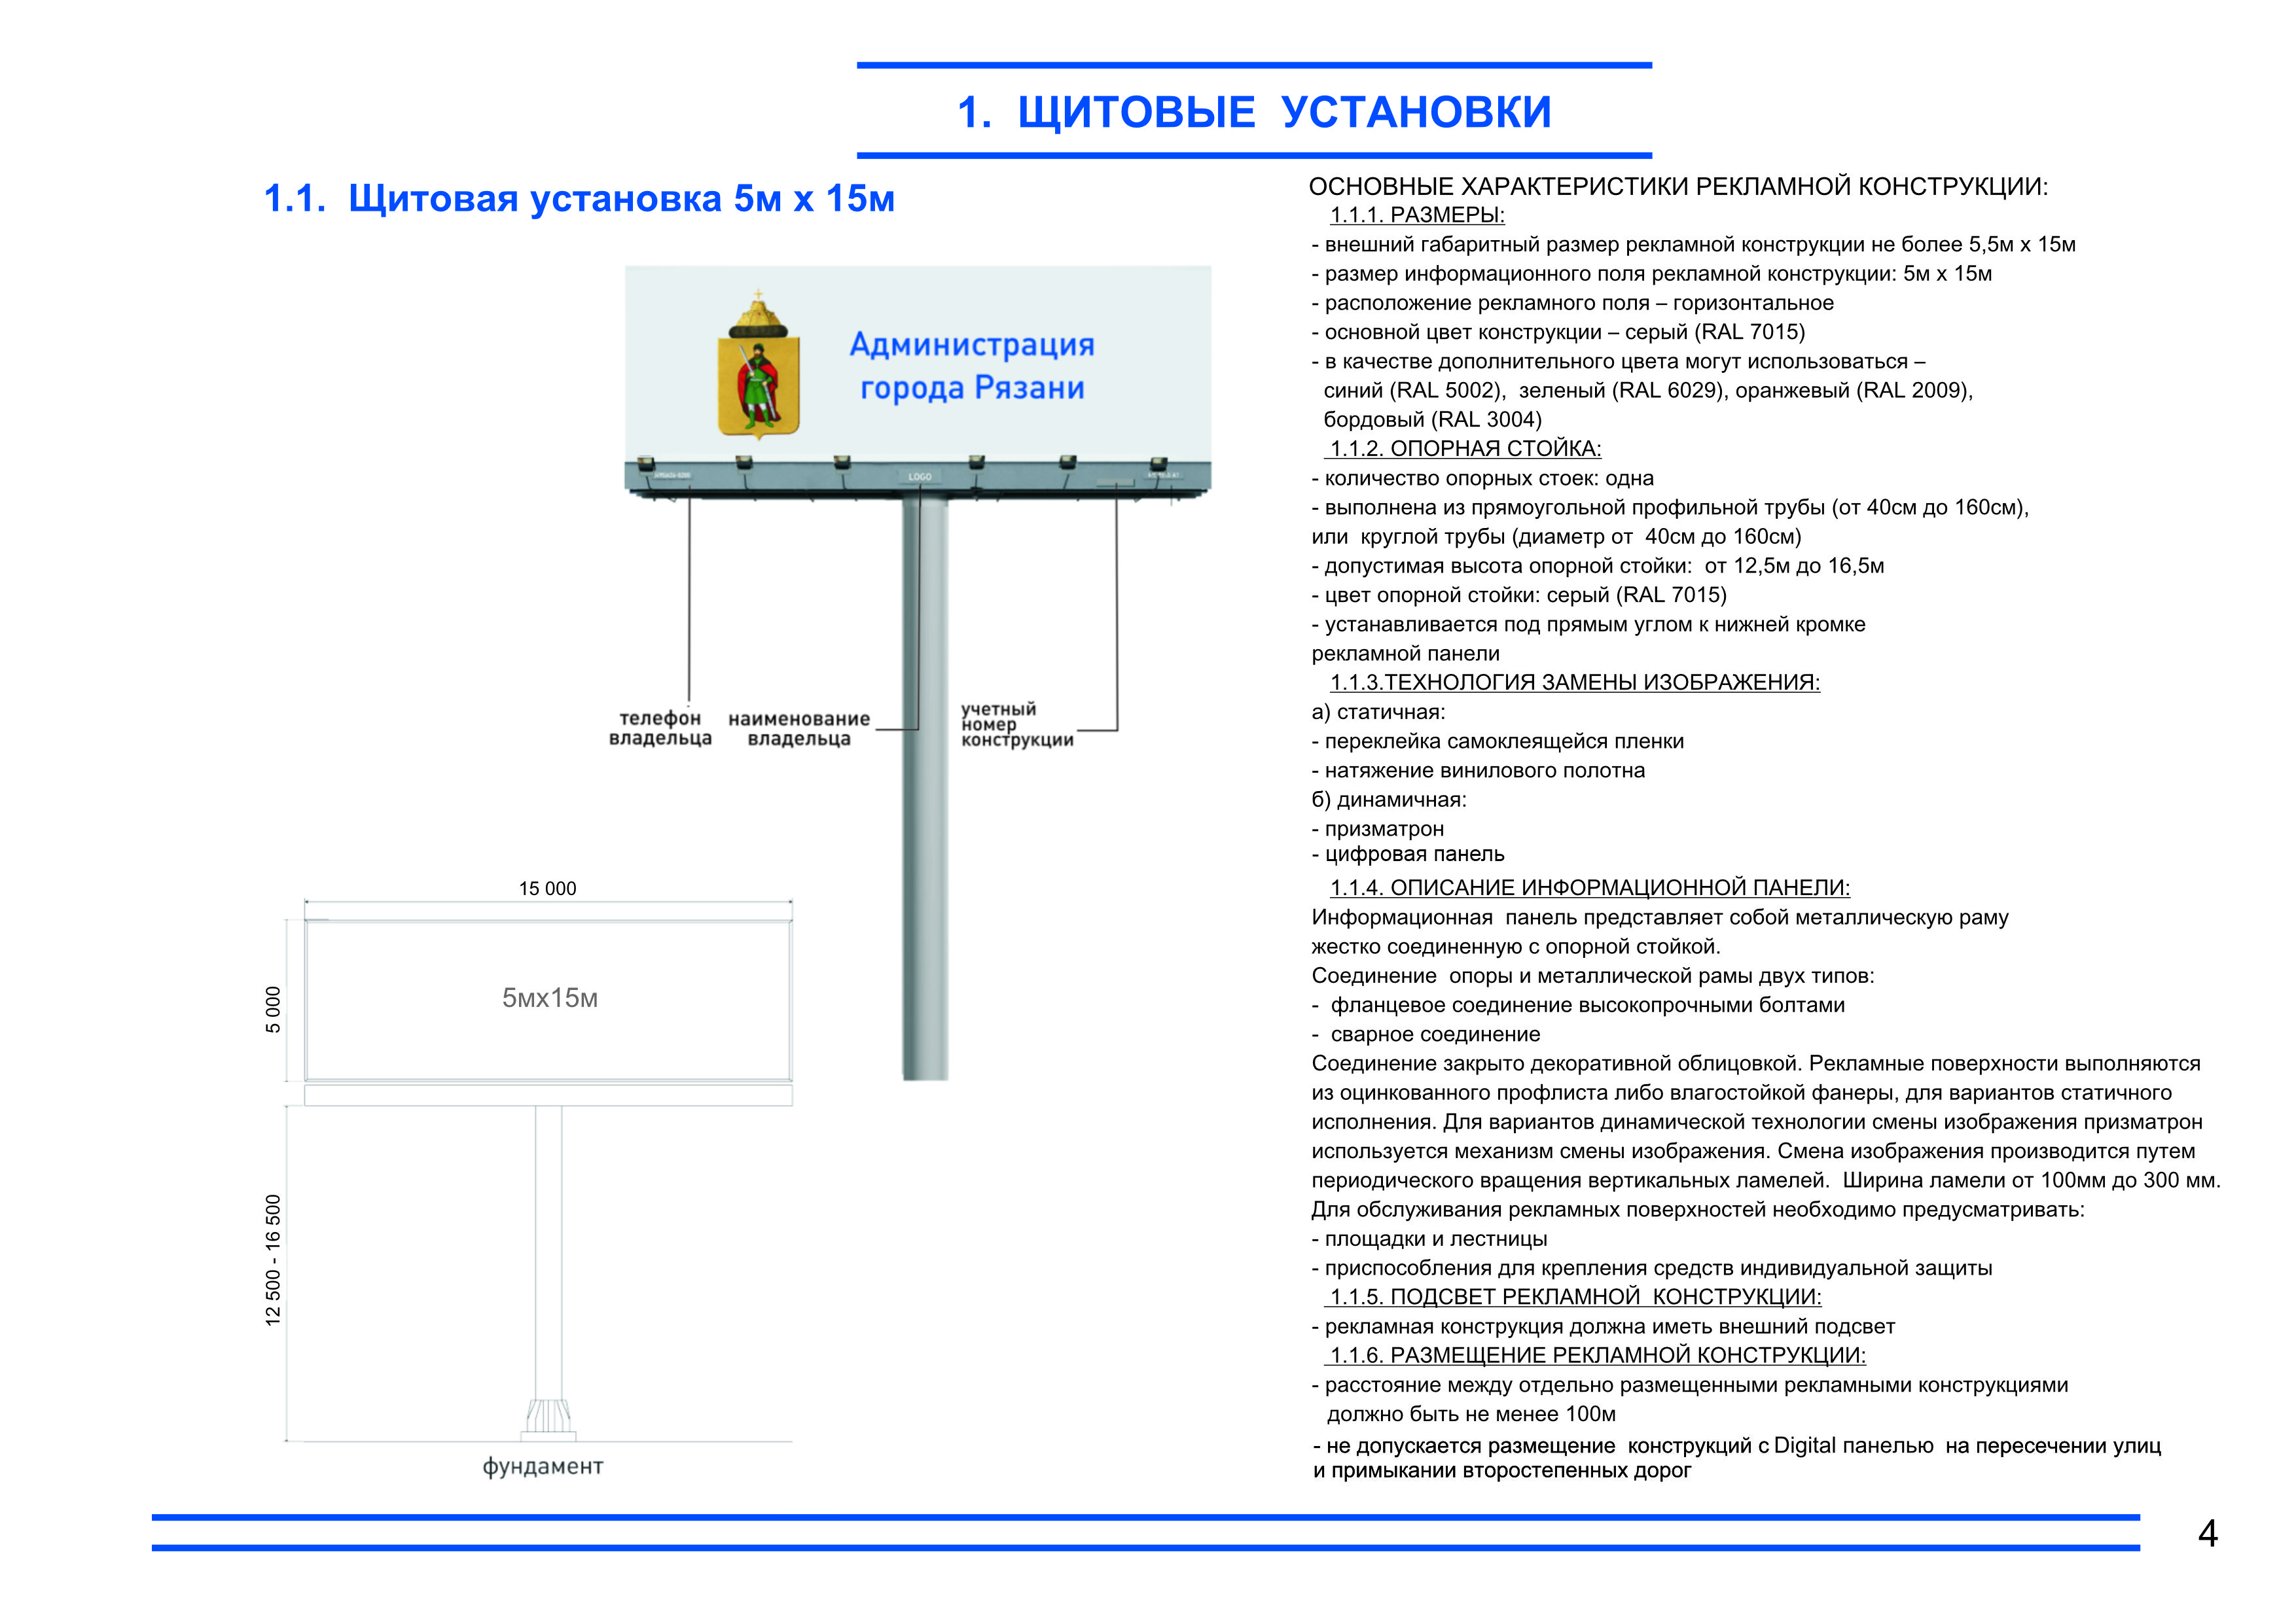 1. ЩИТОВЫЕ УСТАНОВКИ
1.1. Щитовая установка 5м х 15м
Администрация
города Рязани
LOGO
телефон
владельца
наименование
владельца
учетный
номер
конструкции
15 000
5 000
5мх15м
12 500 - 16 500
фундамент
ОСНОВНЫЕ ХАРАКТЕРИСТИКИ РЕКЛАМНОЙ КОНСТРУКЦИИ:
1.1.1. РАЗМЕРЫ:
- внешний габаритный размер рекламной конструкции не более 5,5м х 15м
- размер информационного поля рекламной конструкции: 5м х 15м
- расположение рекламного поля – горизонтальное
- основной цвет конструкции – серый (RAL 7015)
- в качестве дополнительного цвета могут использоваться –
синий (RAL 5002), зеленый (RAL 6029), оранжевый (RAL 2009),
бордовый (RAL 3004)
1.1.2. ОПОРНАЯ СТОЙКА:
- количество опорных стоек: одна
- выполнена из прямоугольной профильной трубы (от 40см до 160см),
или круглой трубы (диаметр от 40см до 160см)
- допустимая высота опорной стойки: от 12,5м до 16,5м
- цвет опорной стойки: серый (RAL 7015)
- устанавливается под прямым углом к нижней кромке
рекламной панели
1.1.3.ТЕХНОЛОГИЯ ЗАМЕНЫ ИЗОБРАЖЕНИЯ:
а) статичная:
- переклейка самоклеящейся пленки
- натяжение винилового полотна
б) динамичная:
- призматрон
- цифровая панель
1.1.4. ОПИСАНИЕ ИНФОРМАЦИОННОЙ ПАНЕЛИ:
Информационная панель представляет собой металлическую раму
жестко соединенную с опорной стойкой.
Соединение опоры и металлической рамы двух типов:
- фланцевое соединение высокопрочными болтами
- сварное соединение
Соединение закрыто декоративной облицовкой. Рекламные поверхности выполняются
из оцинкованного профлиста либо влагостойкой фанеры, для вариантов статичного
исполнения. Для вариантов динамической технологии смены изображения призматрон
используется механизм смены изображения. Смена изображения производится путем
периодического вращения вертикальных ламелей. Ширина ламели от 100мм до 300 мм.
Для обслуживания рекламных поверхностей необходимо предусматривать:
- площадки и лестницы
- приспособления для крепления средств индивидуальной защиты
1.1.5. ПОДСВЕТ РЕКЛАМНОЙ КОНСТРУКЦИИ:
- рекламная конструкция должна иметь внешний подсвет
1.1.6. РАЗМЕЩЕНИЕ РЕКЛАМНОЙ КОНСТРУКЦИИ:
- расстояние между отдельно размещенными рекламными конструкциями
должно быть не менее 100м
- не допускается размещение конструкций с Digital панелью на пересечении улиц
и примыкании второстепенных дорог
4